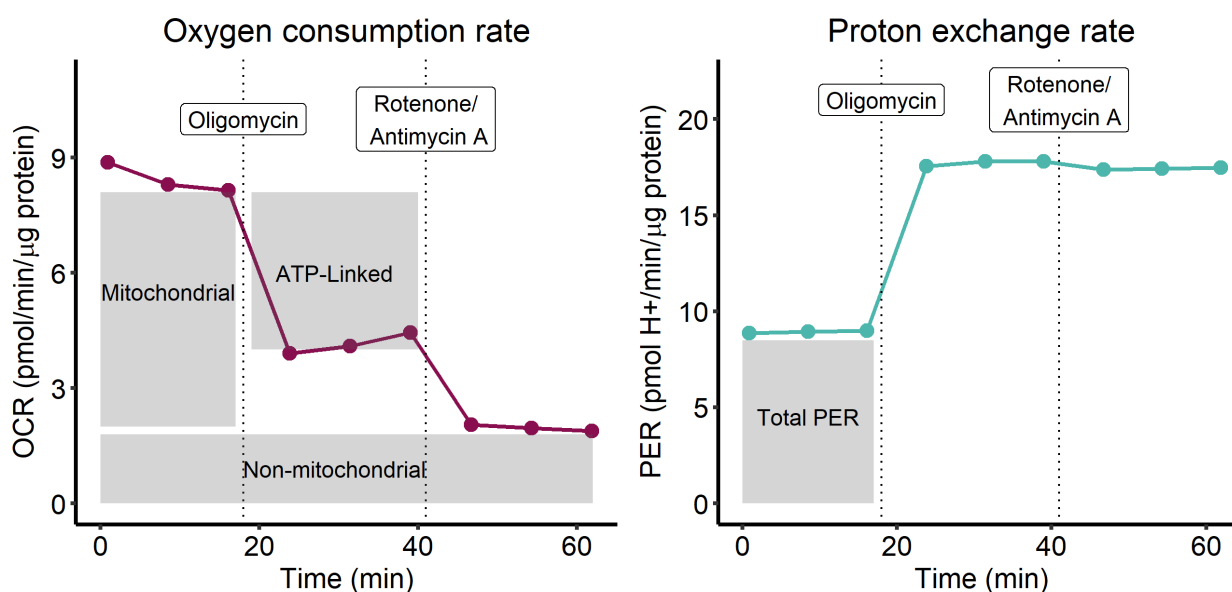 Oxygen consumption rate
Oligomycin
Rotenone/
Antimycin A
OCR (pmol/min/μg protein)
9
6
3
0
Mitochondrial
ATP-Linked
Non-mitochondrial
0 20 40 60
Time (min)
Proton exchange rate
Oligomycin
Rotenone/
Antimycin A
PER (pmol H+/min/μg protein)
20
15
10
5
0
Total PER
0 20 40 60
Time (min)